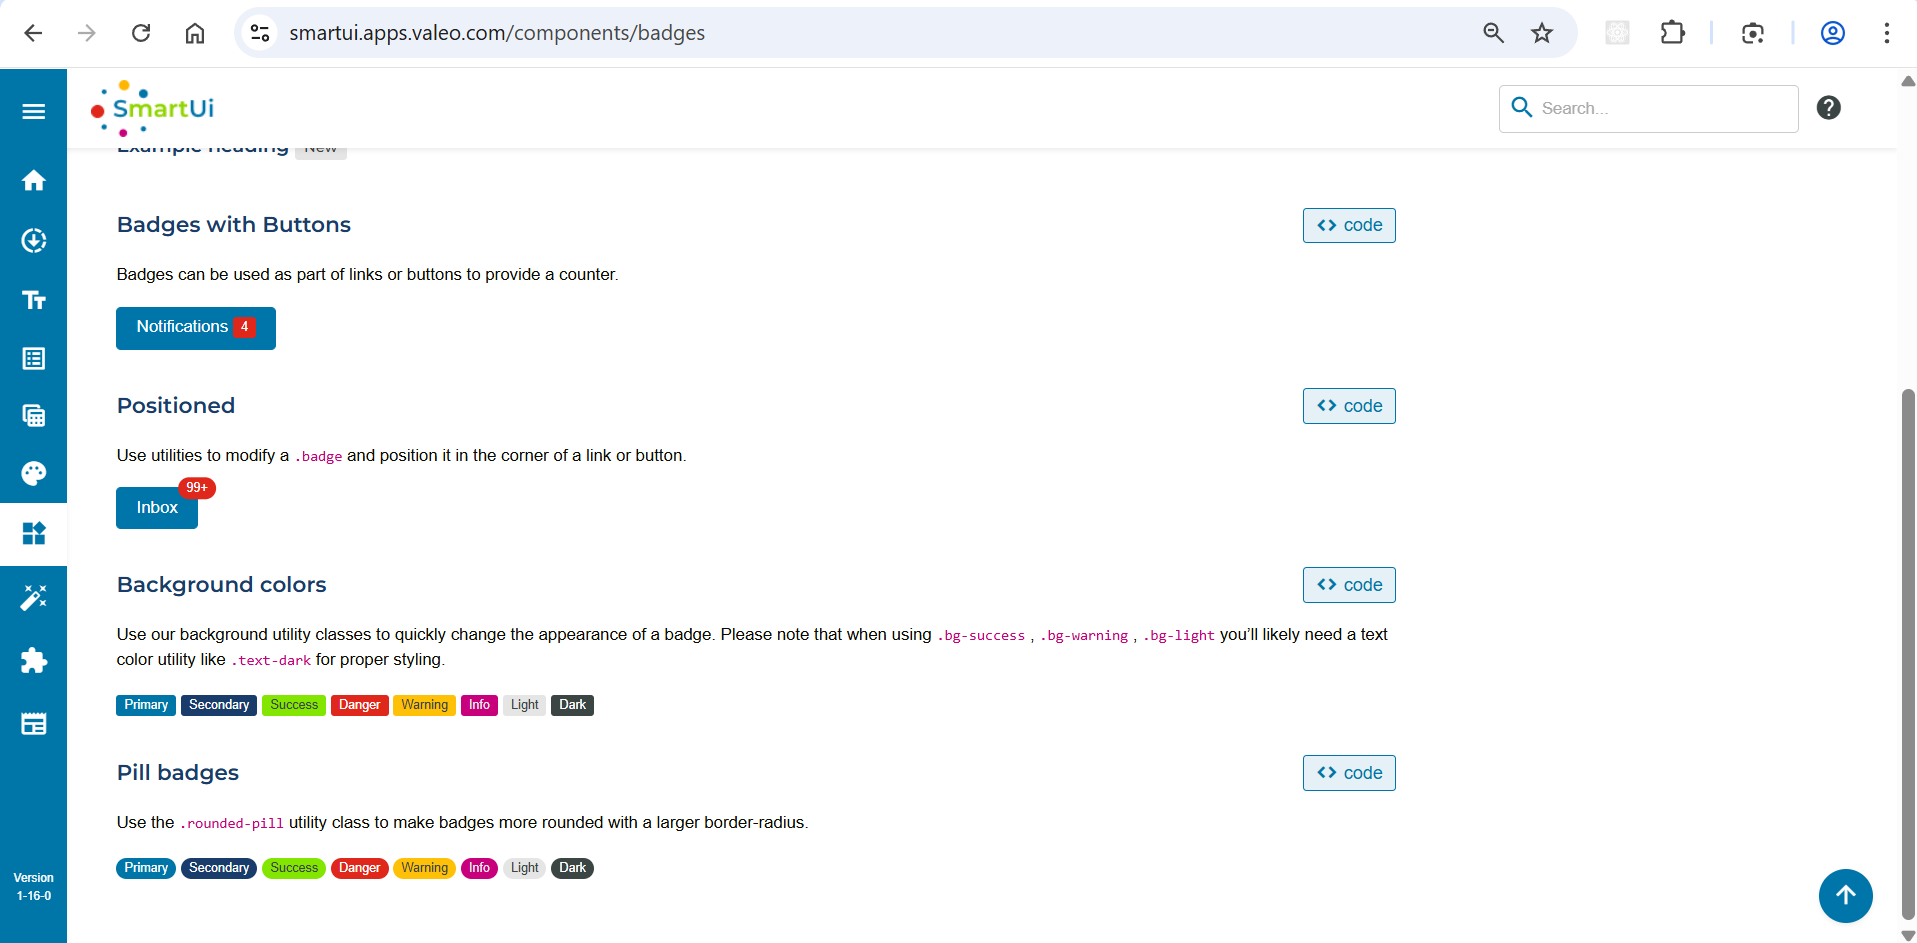 smartui.apps.valeo.com/components/badges
SmartUi
Search...
Example heading New
Badges with Buttons
<> code
Badges can be used as part of links or buttons to provide a counter.
Notifications 4
Positioned
<> code
Use utilities to modify a .badge and position it in the corner of a link or button.
99+
Inbox
Background colors
<> code
Use our background utility classes to quickly change the appearance of a badge. Please note that when using .bg-success , .bg-warning , .bg-light you’ll likely need a text
color utility like .text-dark for proper styling.
Primary Secondary Success Danger Warning Info Light Dark
Pill badges
<> code
Use the .rounded-pill utility class to make badges more rounded with a larger border-radius.
Primary Secondary Success Danger Warning Info Light Dark
Version
1-16-0